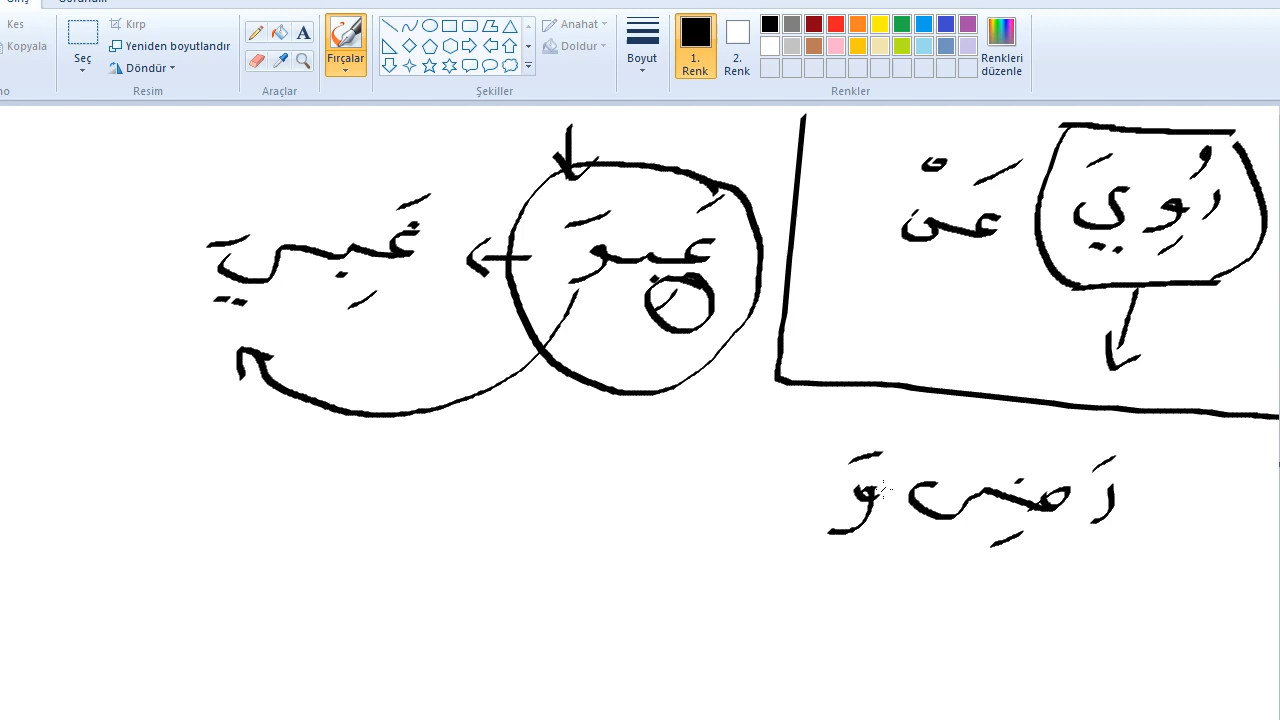 Kes
Kopyala
Seç
Kırp
Yeniden boyutlandır
Döndür
Resim
A
Araçlar
Fırçalar
Şekiller
Anahat
Doldur
Boyut
1. Renk
2. Renk
Renkleri düzenle
Renkler
رُوِيَ عَنْ
عَبِوَ غَبِيَ
رَضِى وَ